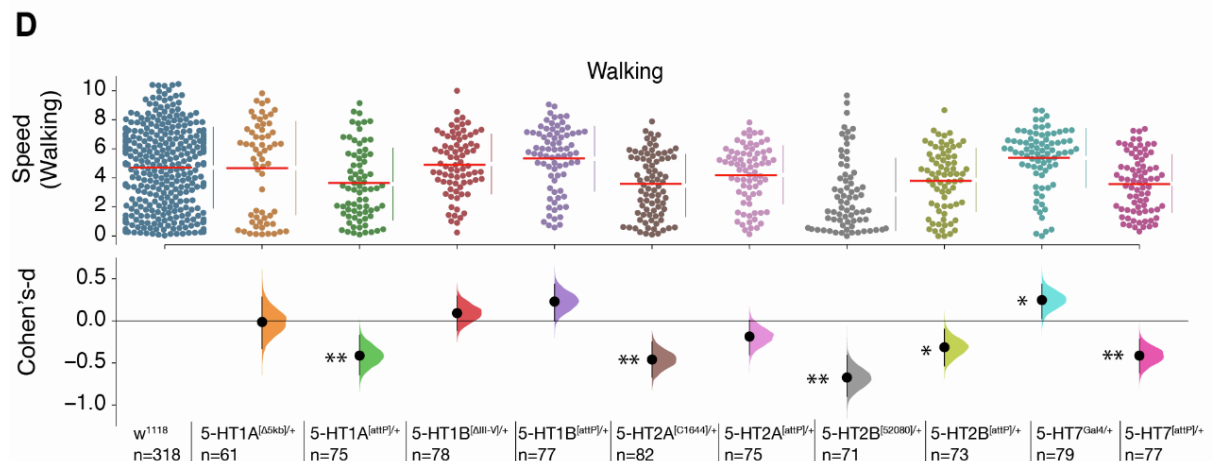 D
Walking
Speed
(Walking)
10
8
6
4
2
0
Cohen's-d
0.5
0.0
−0.5
−1.0
**
**
**
*
*
**
w1118 5-HT1A[Δ5kb]/+ 5-HT1A[attP]/+ 5-HT1B[ΔIII-V]/+ 5-HT1B[attP]/+ 5-HT2A[C1644]/+ 5-HT2A[attP]/+ 5-HT2B[52080]/+ 5-HT2B[attP]/+ 5-HT7Gal4/+ 5-HT7[attP]/+
n=318 n=61 n=75 n=78 n=77 n=82 n=75 n=71 n=73 n=79 n=77